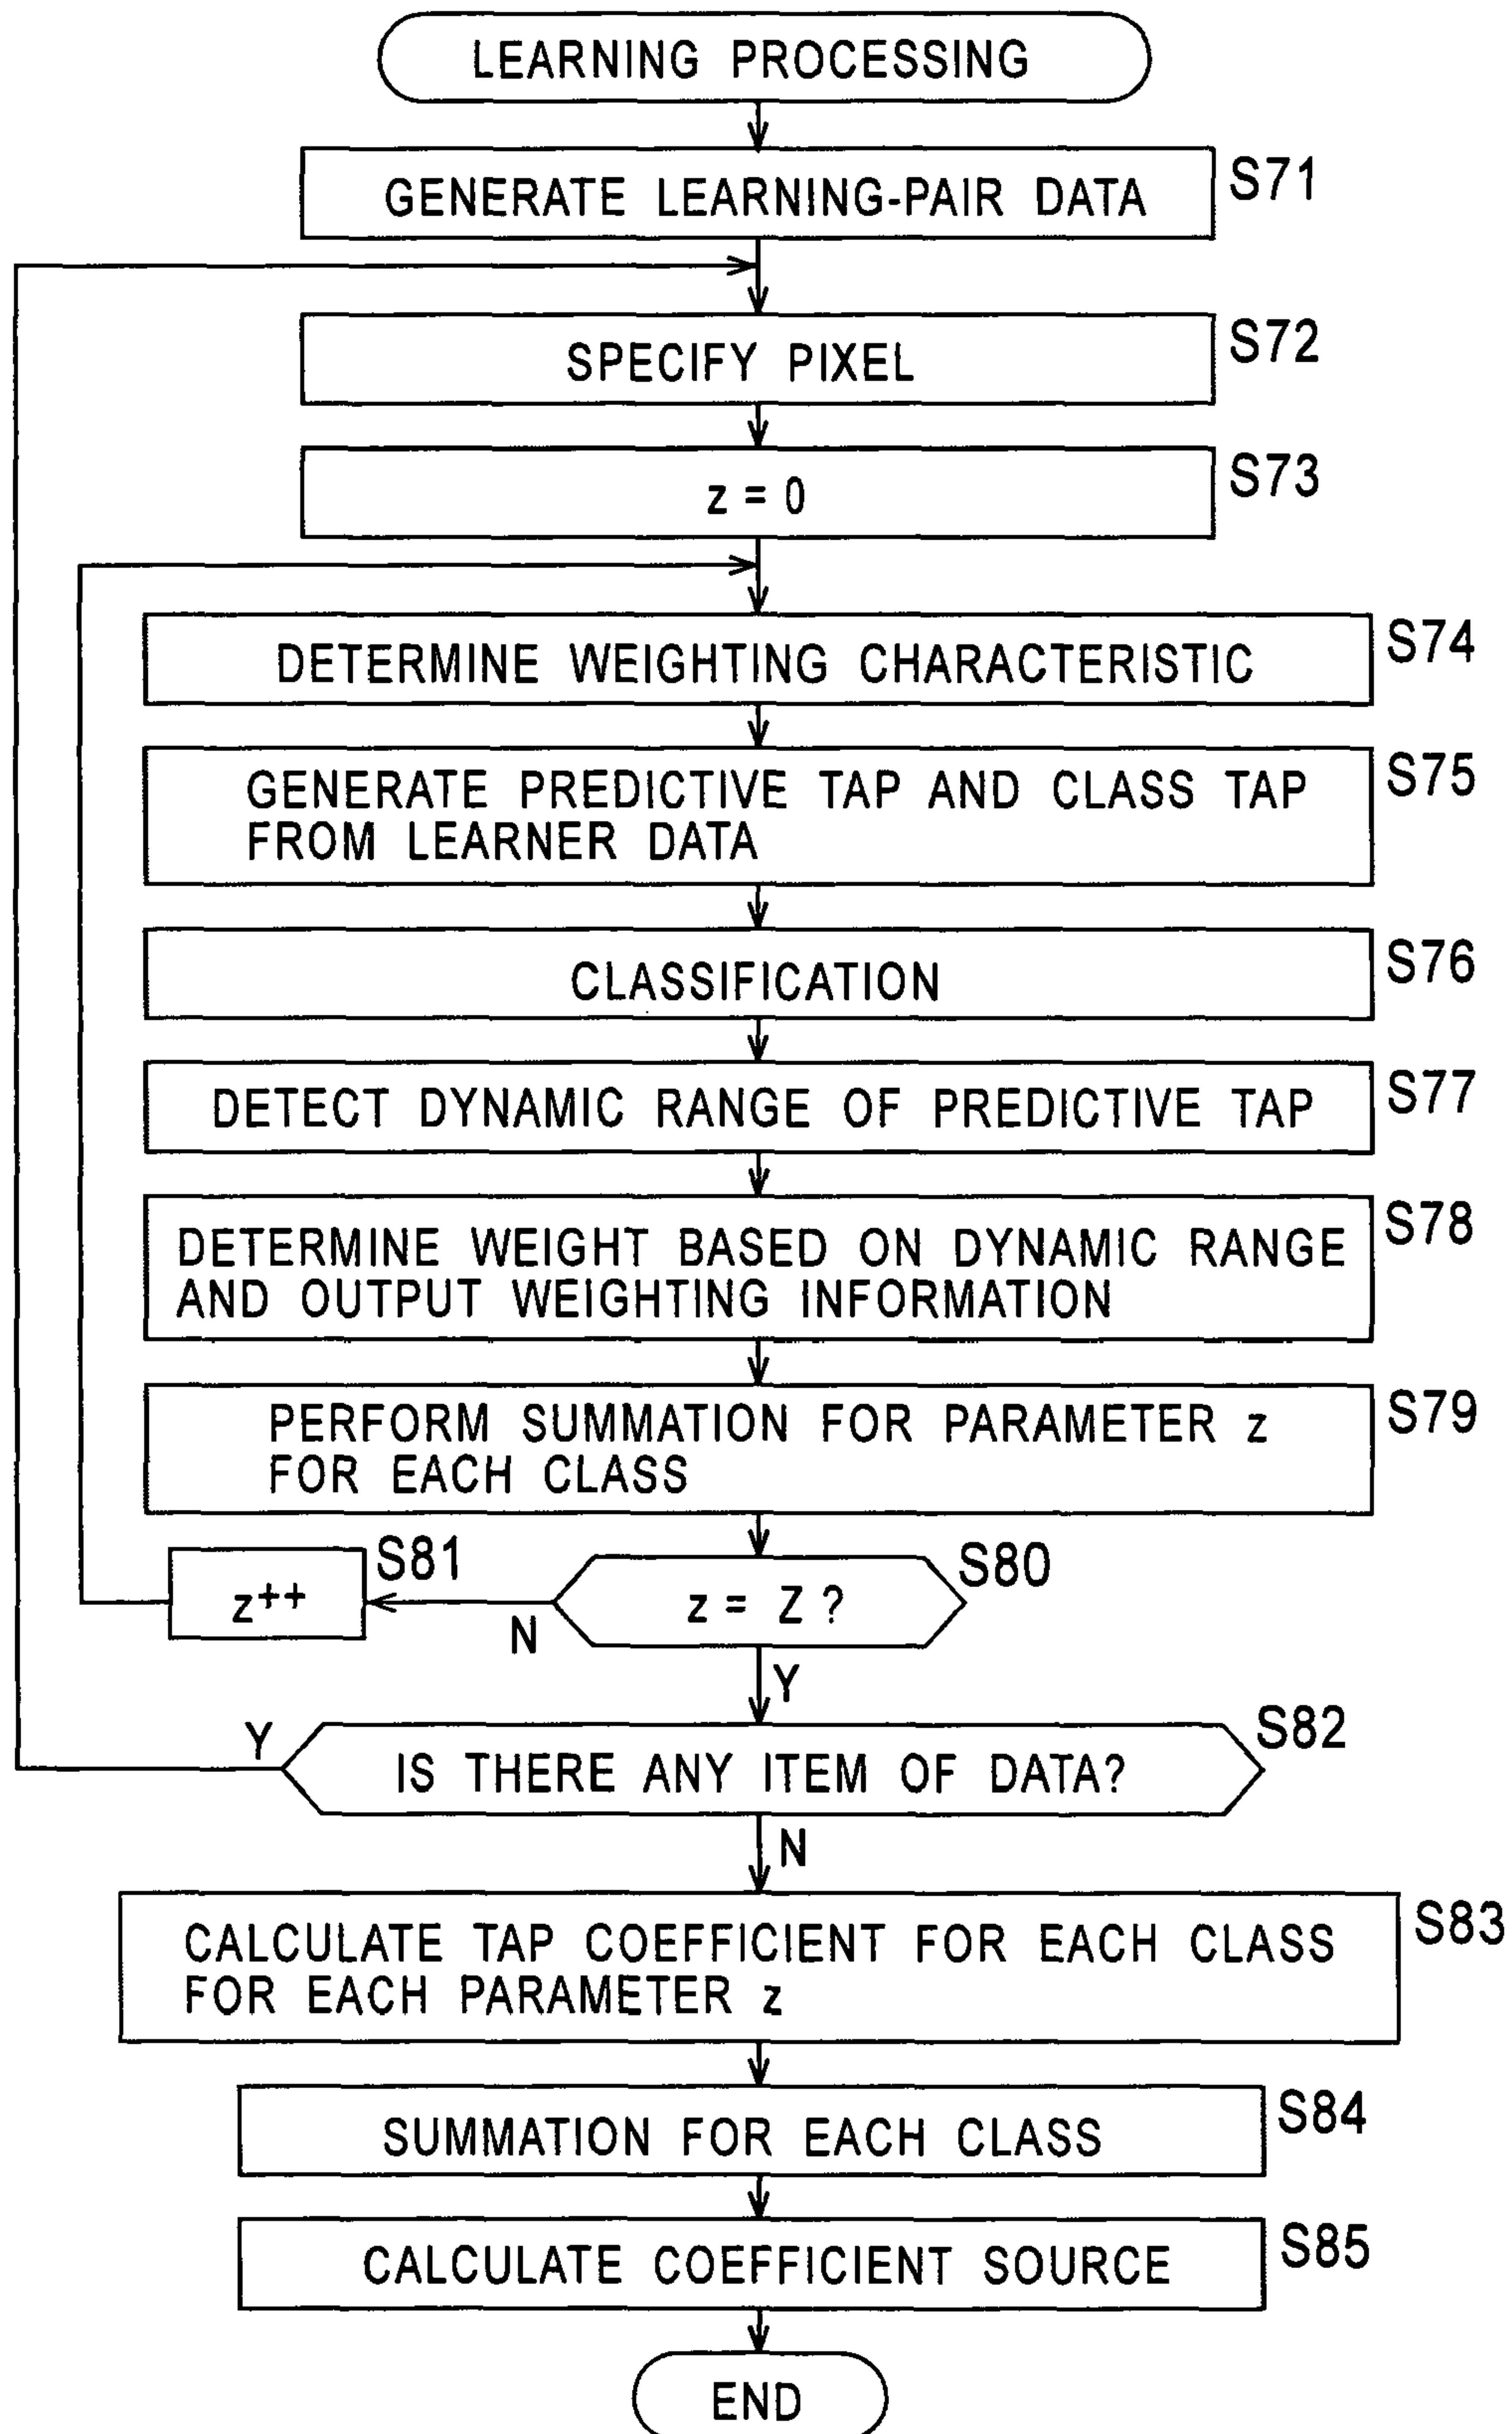 LEARNING PROCESSING
GENERATE LEARNING-PAIR DATA
S71
SPECIFY PIXEL
S72
z = 0
S73
DETERMINE WEIGHTING CHARACTERISTIC
S74
GENERATE PREDICTIVE TAP AND CLASS TAP
FROM LEARNER DATA
S75
CLASSIFICATION
S76
DETECT DYNAMIC RANGE OF PREDICTIVE TAP
S77
DETERMINE WEIGHT BASED ON DYNAMIC RANGE
AND OUTPUT WEIGHTING INFORMATION
S78
PERFORM SUMMATION FOR PARAMETER z
FOR EACH CLASS
S79
z++
S81
N
z = Z ?
S80
Y
Y
IS THERE ANY ITEM OF DATA?
S82
N
CALCULATE TAP COEFFICIENT FOR EACH CLASS
FOR EACH PARAMETER z
S83
SUMMATION FOR EACH CLASS
S84
CALCULATE COEFFICIENT SOURCE
S85
END